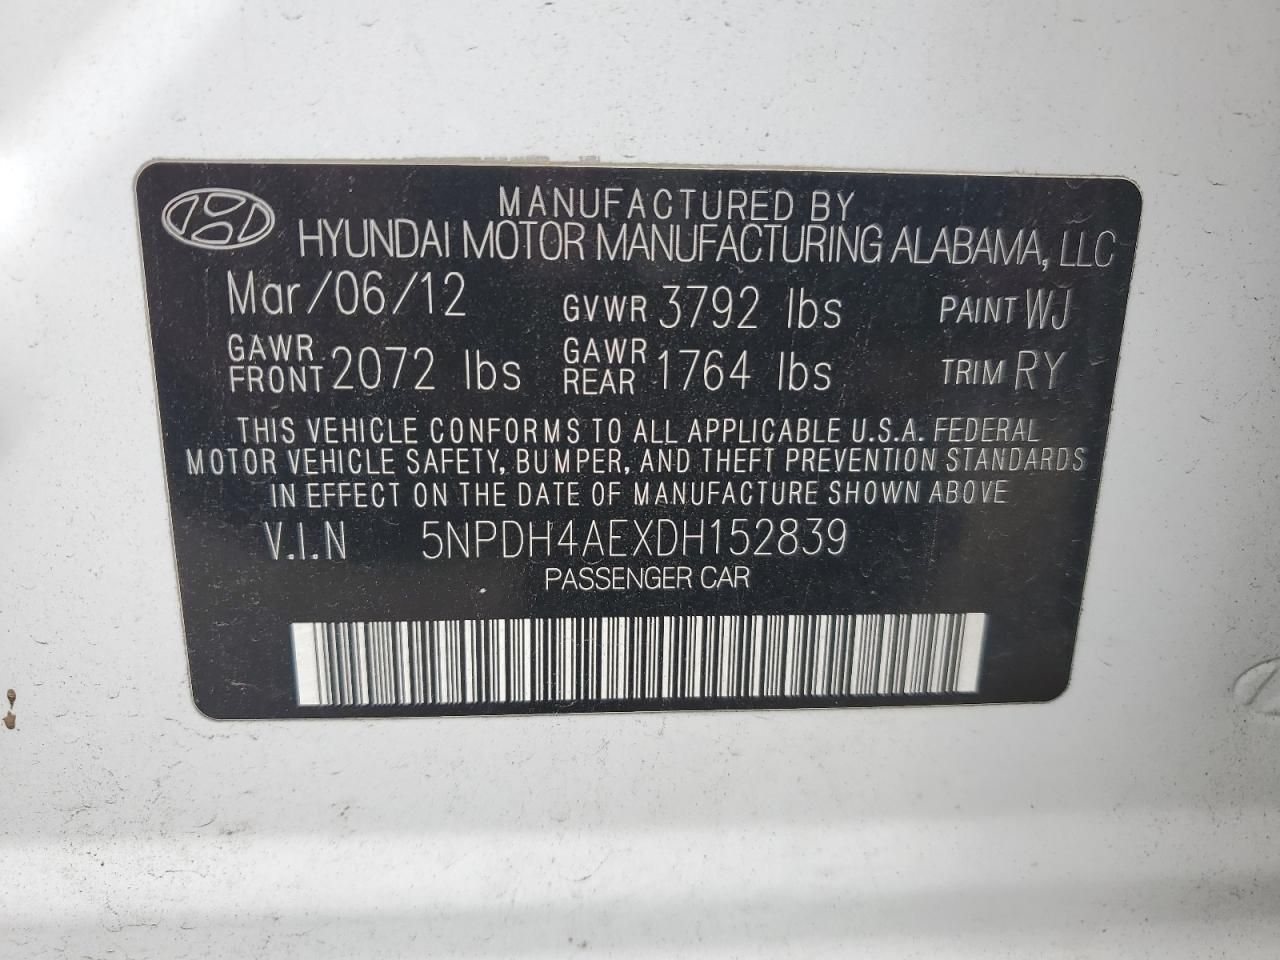 MANUFACTURED BY
HYUNDAI MOTOR MANUFACTURING ALABAMA, LLC
Mar/06/12 GVWR 3792 lbs PAINT WJ
GAWR FRONT 2072 lbs GAWR REAR 1764 lbs TRIM RY
THIS VEHICLE CONFORMS TO ALL APPLICABLE U.S.A. FEDERAL
MOTOR VEHICLE SAFETY, BUMPER, AND THEFT PREVENTION STANDARDS
IN EFFECT ON THE DATE OF MANUFACTURE SHOWN ABOVE
V.I.N 5NPDH4AEXDH152839
PASSENGER CAR